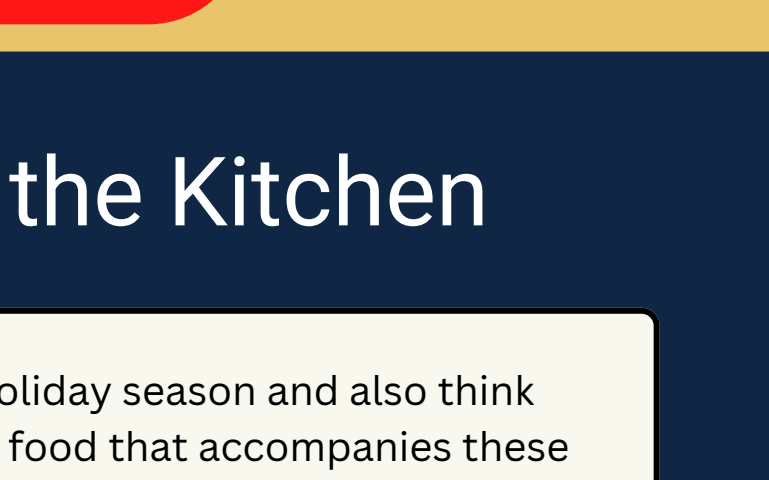 the Kitchen
oliday season and also think
food that accompanies these